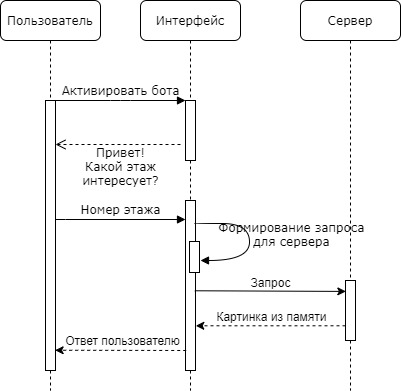 Пользователь
Интерфейс
Сервер
Активировать бота
Привет!
Какой этаж
интересует?
Номер этажа
Формирование запроса
для сервера
Запрос
Картинка из памяти
Ответ пользователю